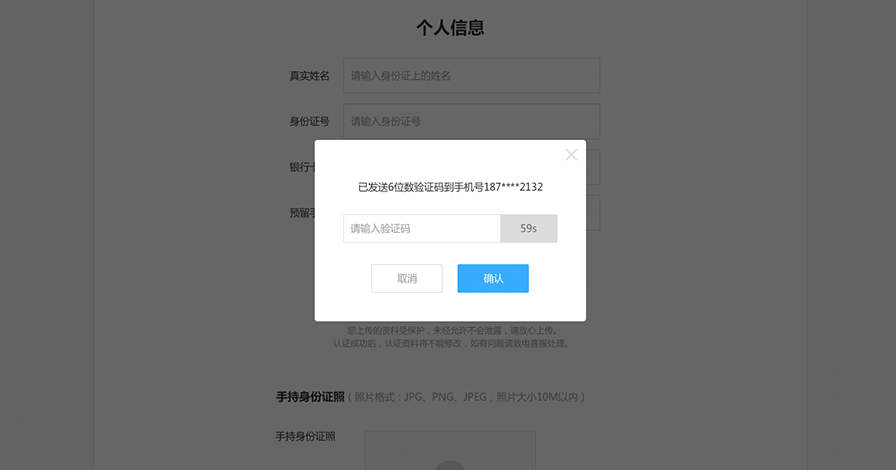 个人信息
真实姓名 请输入身份证上的姓名
身份证号 请输入身份证号
银行
预留
已发送6位数验证码到手机号187****2132
请输入验证码 59s
取消 确认
您上传的资料受保护，未经允许不会泄露，请放心上传。
认证成功后，认证资料将不能修改，如有问题请致电客服处理。
手持身份证照（照片格式：JPG、PNG、JPEG，照片大小10M以内）
手持身份证照